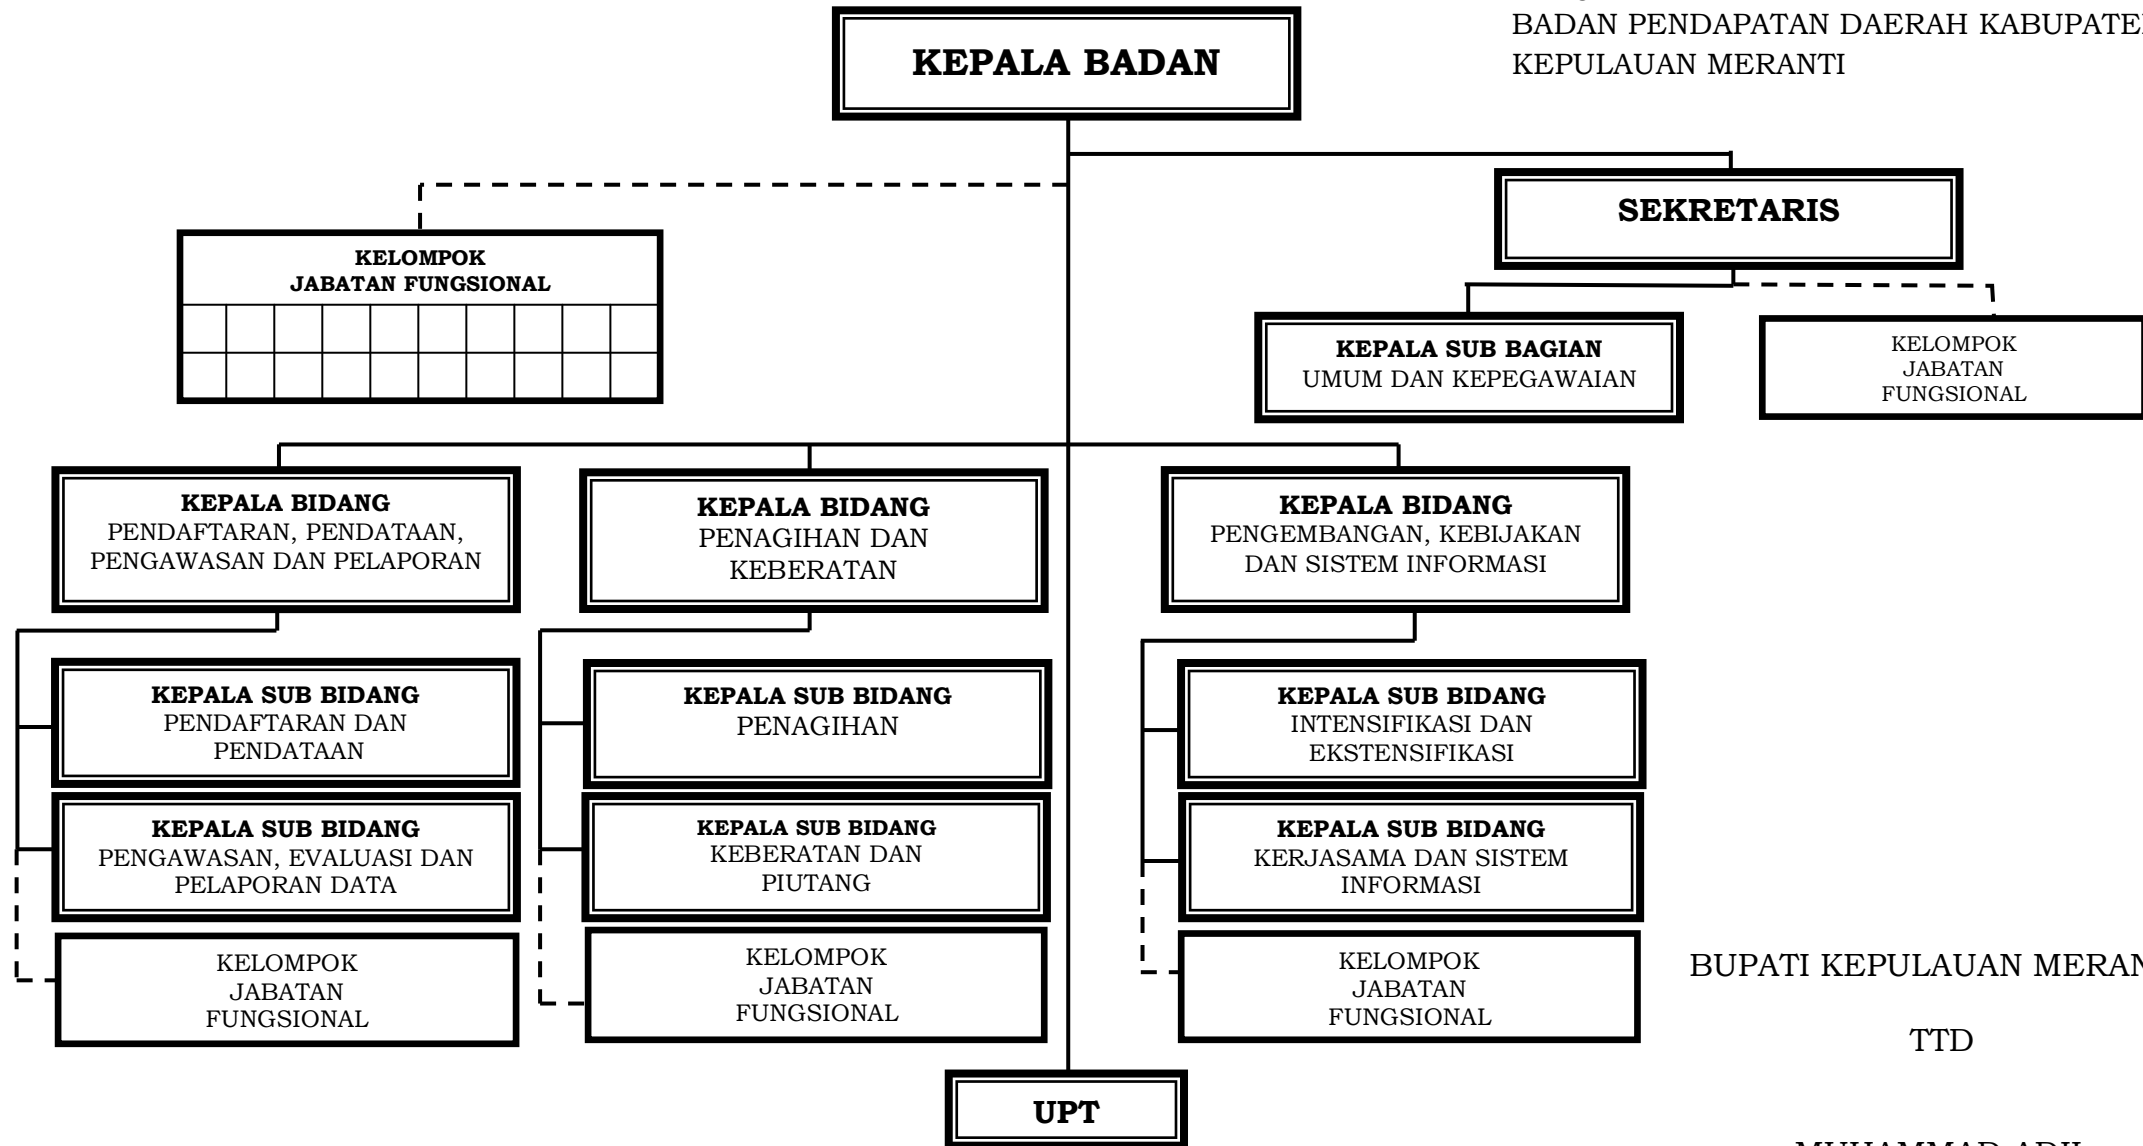 BADAN PENDAPATAN DAERAH KABUPATE
KEPULAUAN MERANTI
KEPALA BADAN
SEKRETARIS
KELOMPOK
JABATAN FUNGSIONAL
KEPALA SUB BAGIAN
UMUM DAN KEPEGAWAIAN
KELOMPOK
JABATAN
FUNGSIONAL
KEPALA BIDANG
PENDAFTARAN, PENDATAAN,
PENGAWASAN DAN PELAPORAN
KEPALA BIDANG
PENAGIHAN DAN
KEBERATAN
KEPALA BIDANG
PENGEMBANGAN, KEBIJAKAN
DAN SISTEM INFORMASI
KEPALA SUB BIDANG
PENDAFTARAN DAN
PENDATAAN
KEPALA SUB BIDANG
PENAGIHAN
KEPALA SUB BIDANG
INTENSIFIKASI DAN
EKSTENSIFIKASI
KEPALA SUB BIDANG
PENGAWASAN, EVALUASI DAN
PELAPORAN DATA
KEPALA SUB BIDANG
KEBERATAN DAN
PIUTANG
KEPALA SUB BIDANG
KERJASAMA DAN SISTEM
INFORMASI
KELOMPOK
JABATAN
FUNGSIONAL
KELOMPOK
JABATAN
FUNGSIONAL
KELOMPOK
JABATAN
FUNGSIONAL
BUPATI KEPULAUAN MERAN
TTD
UPT
MUHAMMAD ADIL